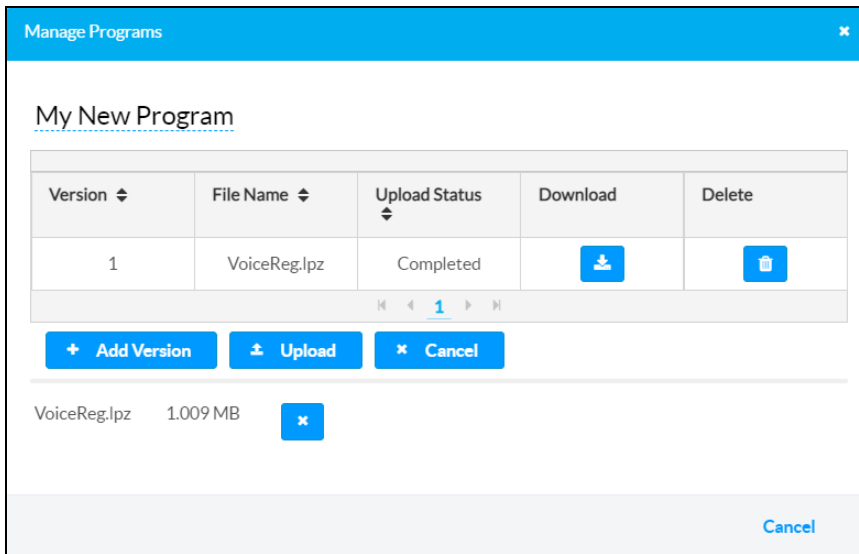 Manage Programs
My New Program
Version File Name Upload Status Download Delete
1 VoiceReg.lpz Completed
1
Add Version Upload Cancel
VoiceReg.lpz 1.009 MB
Cancel